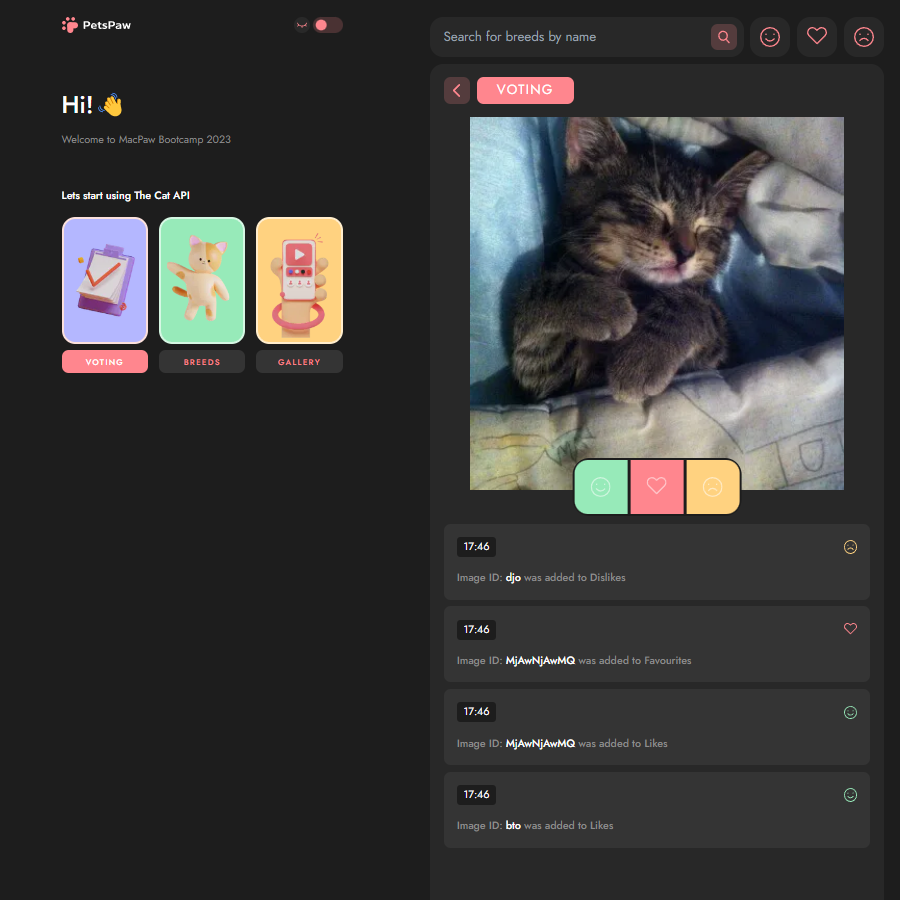 PetsPaw
Hi!
Welcome to MacPaw Bootcamp 2023
Lets start using The Cat API
VOTING
BREEDS
GALLERY
Search for breeds by name
VOTING
17:46
Image ID: djo was added to Dislikes
17:46
Image ID: MjAwNjAwMQ was added to Favourites
17:46
Image ID: MjAwNjAwMQ was added to Likes
17:46
Image ID: bto was added to Likes